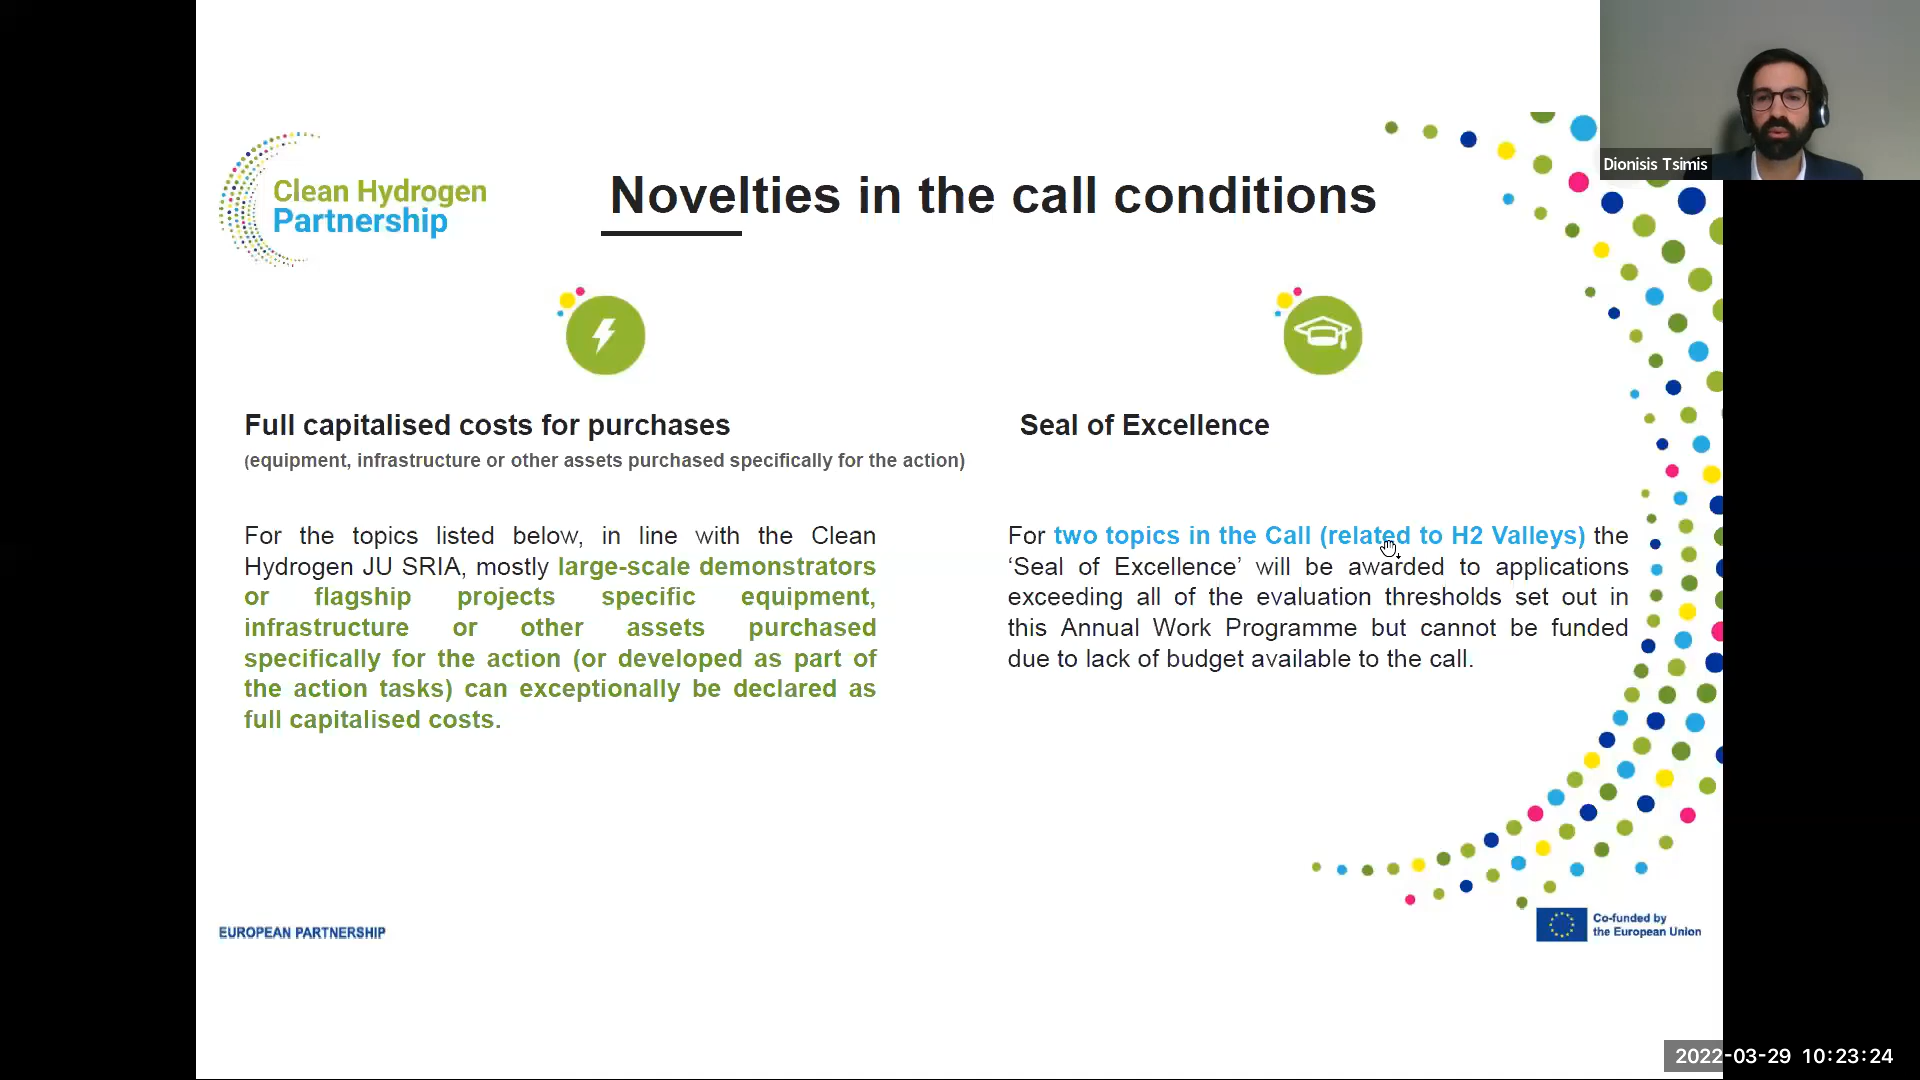 Dionisis Tsimis
Clean Hydrogen
Partnership
Novelties in the call conditions
Full capitalised costs for purchases
(equipment, infrastructure or other assets purchased specifically for the action)
For the topics listed below, in line with the Clean
Hydrogen JU SRIA, mostly large-scale demonstrators
or flagship projects specific equipment,
infrastructure or other assets purchased
specifically for the action (or developed as part of
the action tasks) can exceptionally be declared as
full capitalised costs.
Seal of Excellence
For two topics in the Call (related to H2 Valleys) the
‘Seal of Excellence’ will be awarded to applications
exceeding all of the evaluation thresholds set out in
this Annual Work Programme but cannot be funded
due to lack of budget available to the call.
EUROPEAN PARTNERSHIP
Co-funded by
the European Union
2022-03-29 10:23:24